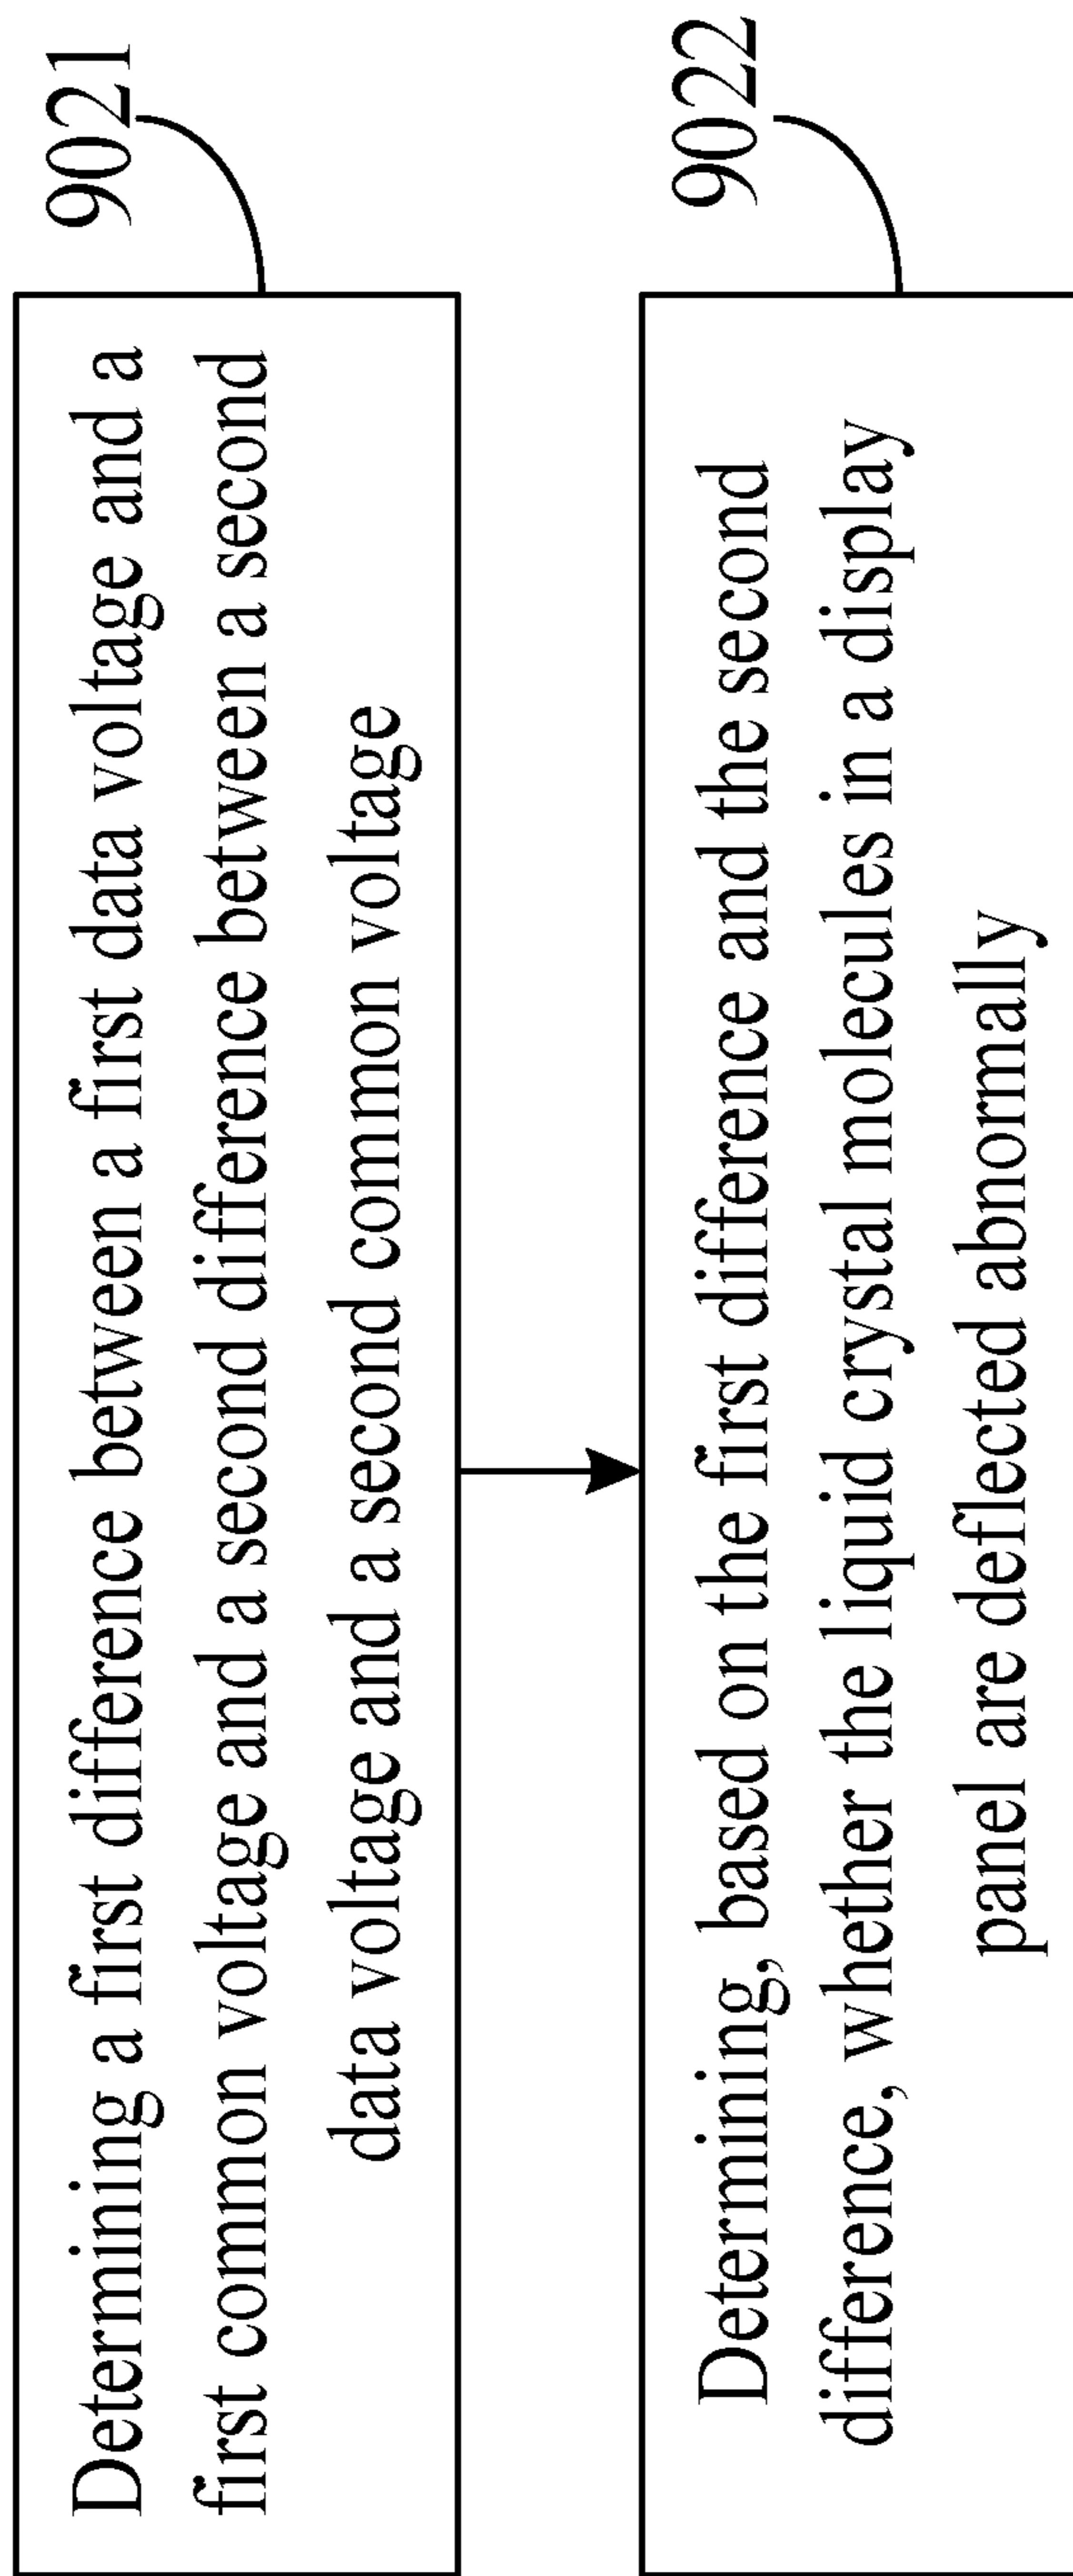 9021
Determining a first difference between a first data voltage and a
first common voltage and a second difference between a second
data voltage and a second common voltage
9022
Determining, based on the first difference and the second
difference, whether the liquid crystal molecules in a display
panel are deflected abnormally